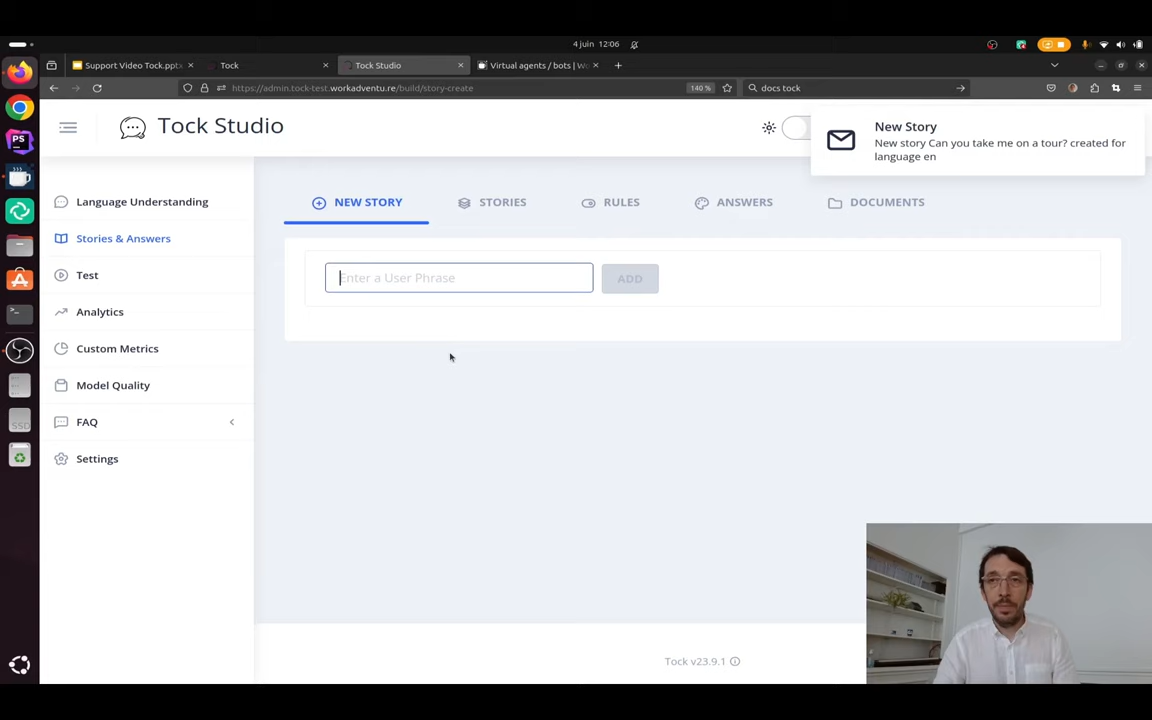 4 juin 12:06
Support Video Tock.pptx
Tock
Tock Studio
Virtual agents / bots | Wo
https://admin.tock-test.workadventu.re/build/story-create
140 %
docs tock
Tock Studio
New Story
New story Can you take me on a tour? created for
language en
Language Understanding
Stories & Answers
Test
Analytics
Custom Metrics
Model Quality
FAQ
Settings
NEW STORY
STORIES
RULES
ANSWERS
DOCUMENTS
Enter a User Phrase
ADD
PS
SSD
Tock v23.9.1